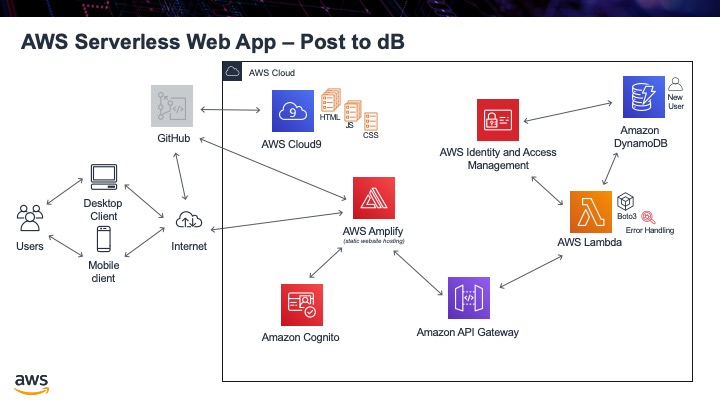 AWS Serverless Web App – Post to dB
AWS Cloud
GitHub
9
AWS Cloud9
HTML
JS
CSS
New
User
Amazon
DynamoDB
AWS Identity and Access
Management
Users
Desktop
Client
Mobile
client
Internet
AWS Amplify
(static website hosting)
Boto3
Error Handling
AWS Lambda
Amazon Cognito
Amazon API Gateway
aws